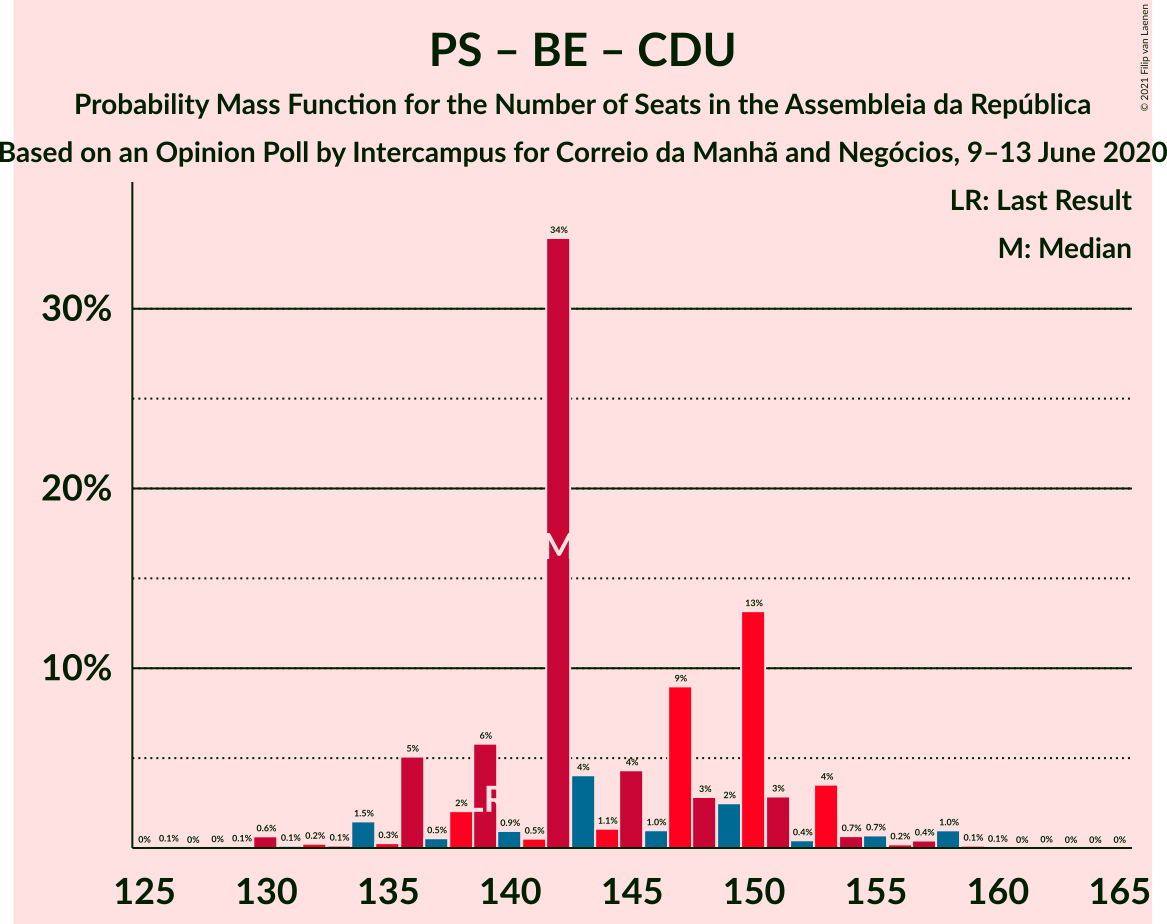 PS – BE – CDU
Probability Mass Function for the Number of Seats in the Assembleia da República
Based on an Opinion Poll by Intercampus for Correio da Manhã and Negócios, 9–13 June 2020
© 2021 Filip van Laenen
LR: Last Result
M: Median
30%
20%
10%
0% 0.1% 0% 0% 0.1% 0.6% 0.1% 0.2% 0.1% 1.5% 0.3% 5% 0.5% 2% 6% 0.9% 0.5% 34% 4% 1.1% 4% 1.0% 9% 3% 2% 13% 3% 0.4% 4% 0.7% 0.7% 0.2% 0.4% 1.0% 0.1% 0.1% 0% 0% 0% 0% 0%
M
LR
125 130 135 140 145 150 155 160 165